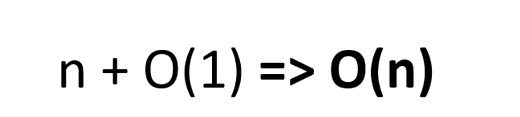 n + O(1) => O(n)